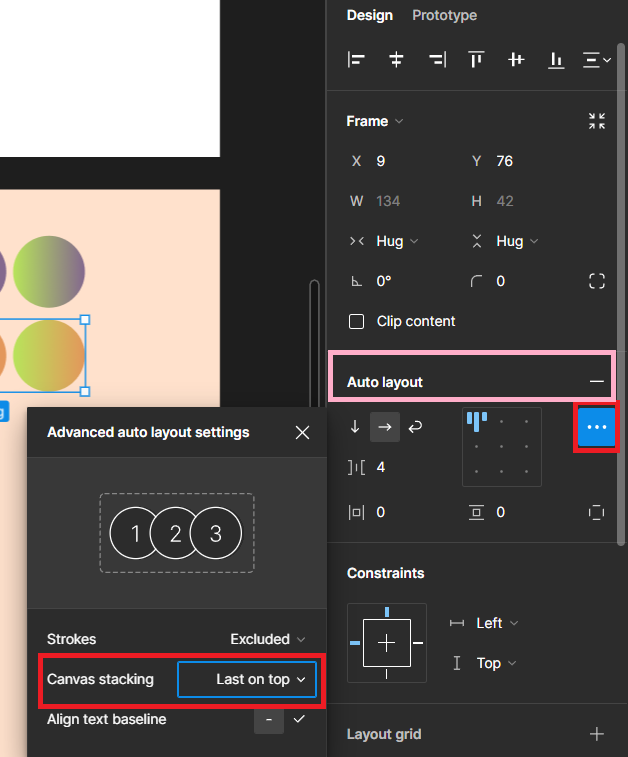 Design Prototype
Frame
X 9 Y 76
W 134 H 42
Hug Hug
0° 0
Clip content
Auto layout
4
0 0
Advanced auto layout settings
1 2 3
Strokes Excluded
Canvas stacking Last on top
Align text baseline -
Constraints
Left
Top
Layout grid